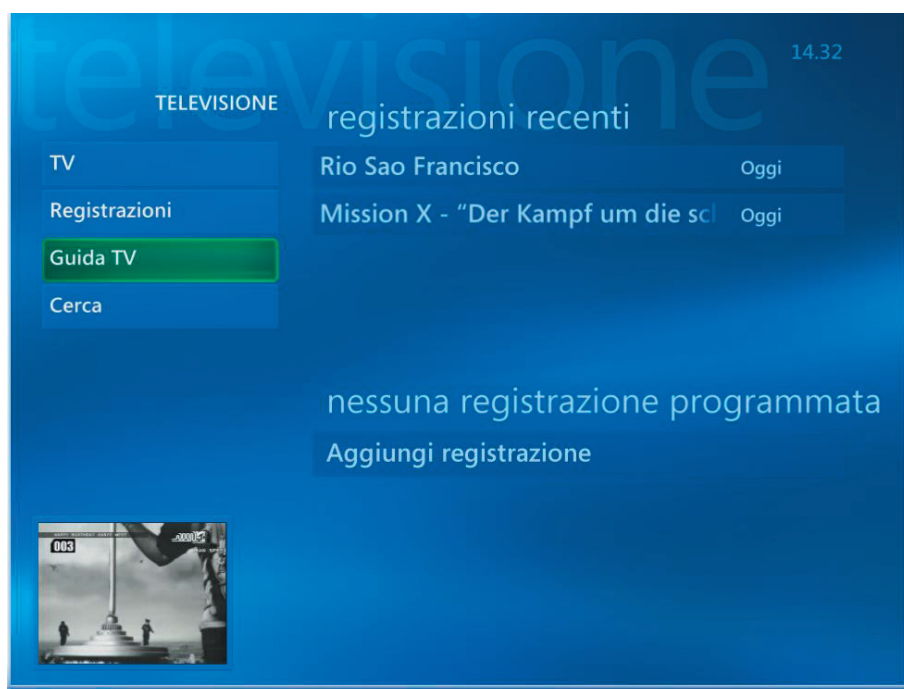 televisione
14.32
TELEVISIONE
registrazioni recenti
TV
Rio Sao Francisco Oggi
Registrazioni
Mission X - “Der Kampf um die scl Oggi
Guida TV
Cerca
nessuna registrazione programmata
Aggiungi registrazione
003